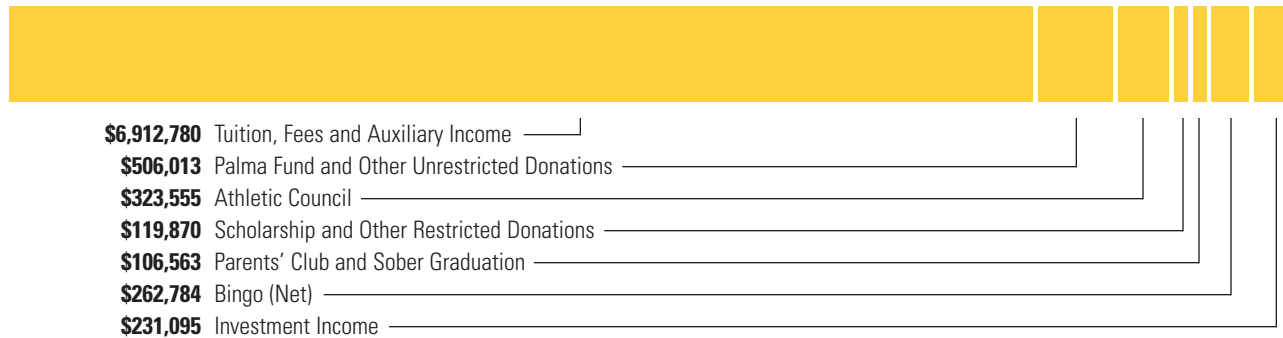 $6,912,780 Tuition, Fees and Auxiliary Income
$506,013 Palma Fund and Other Unrestricted Donations
$323,555 Athletic Council
$119,870 Scholarship and Other Restricted Donations
$106,563 Parents' Club and Sober Graduation
$262,784 Bingo (Net)
$231,095 Investment Income